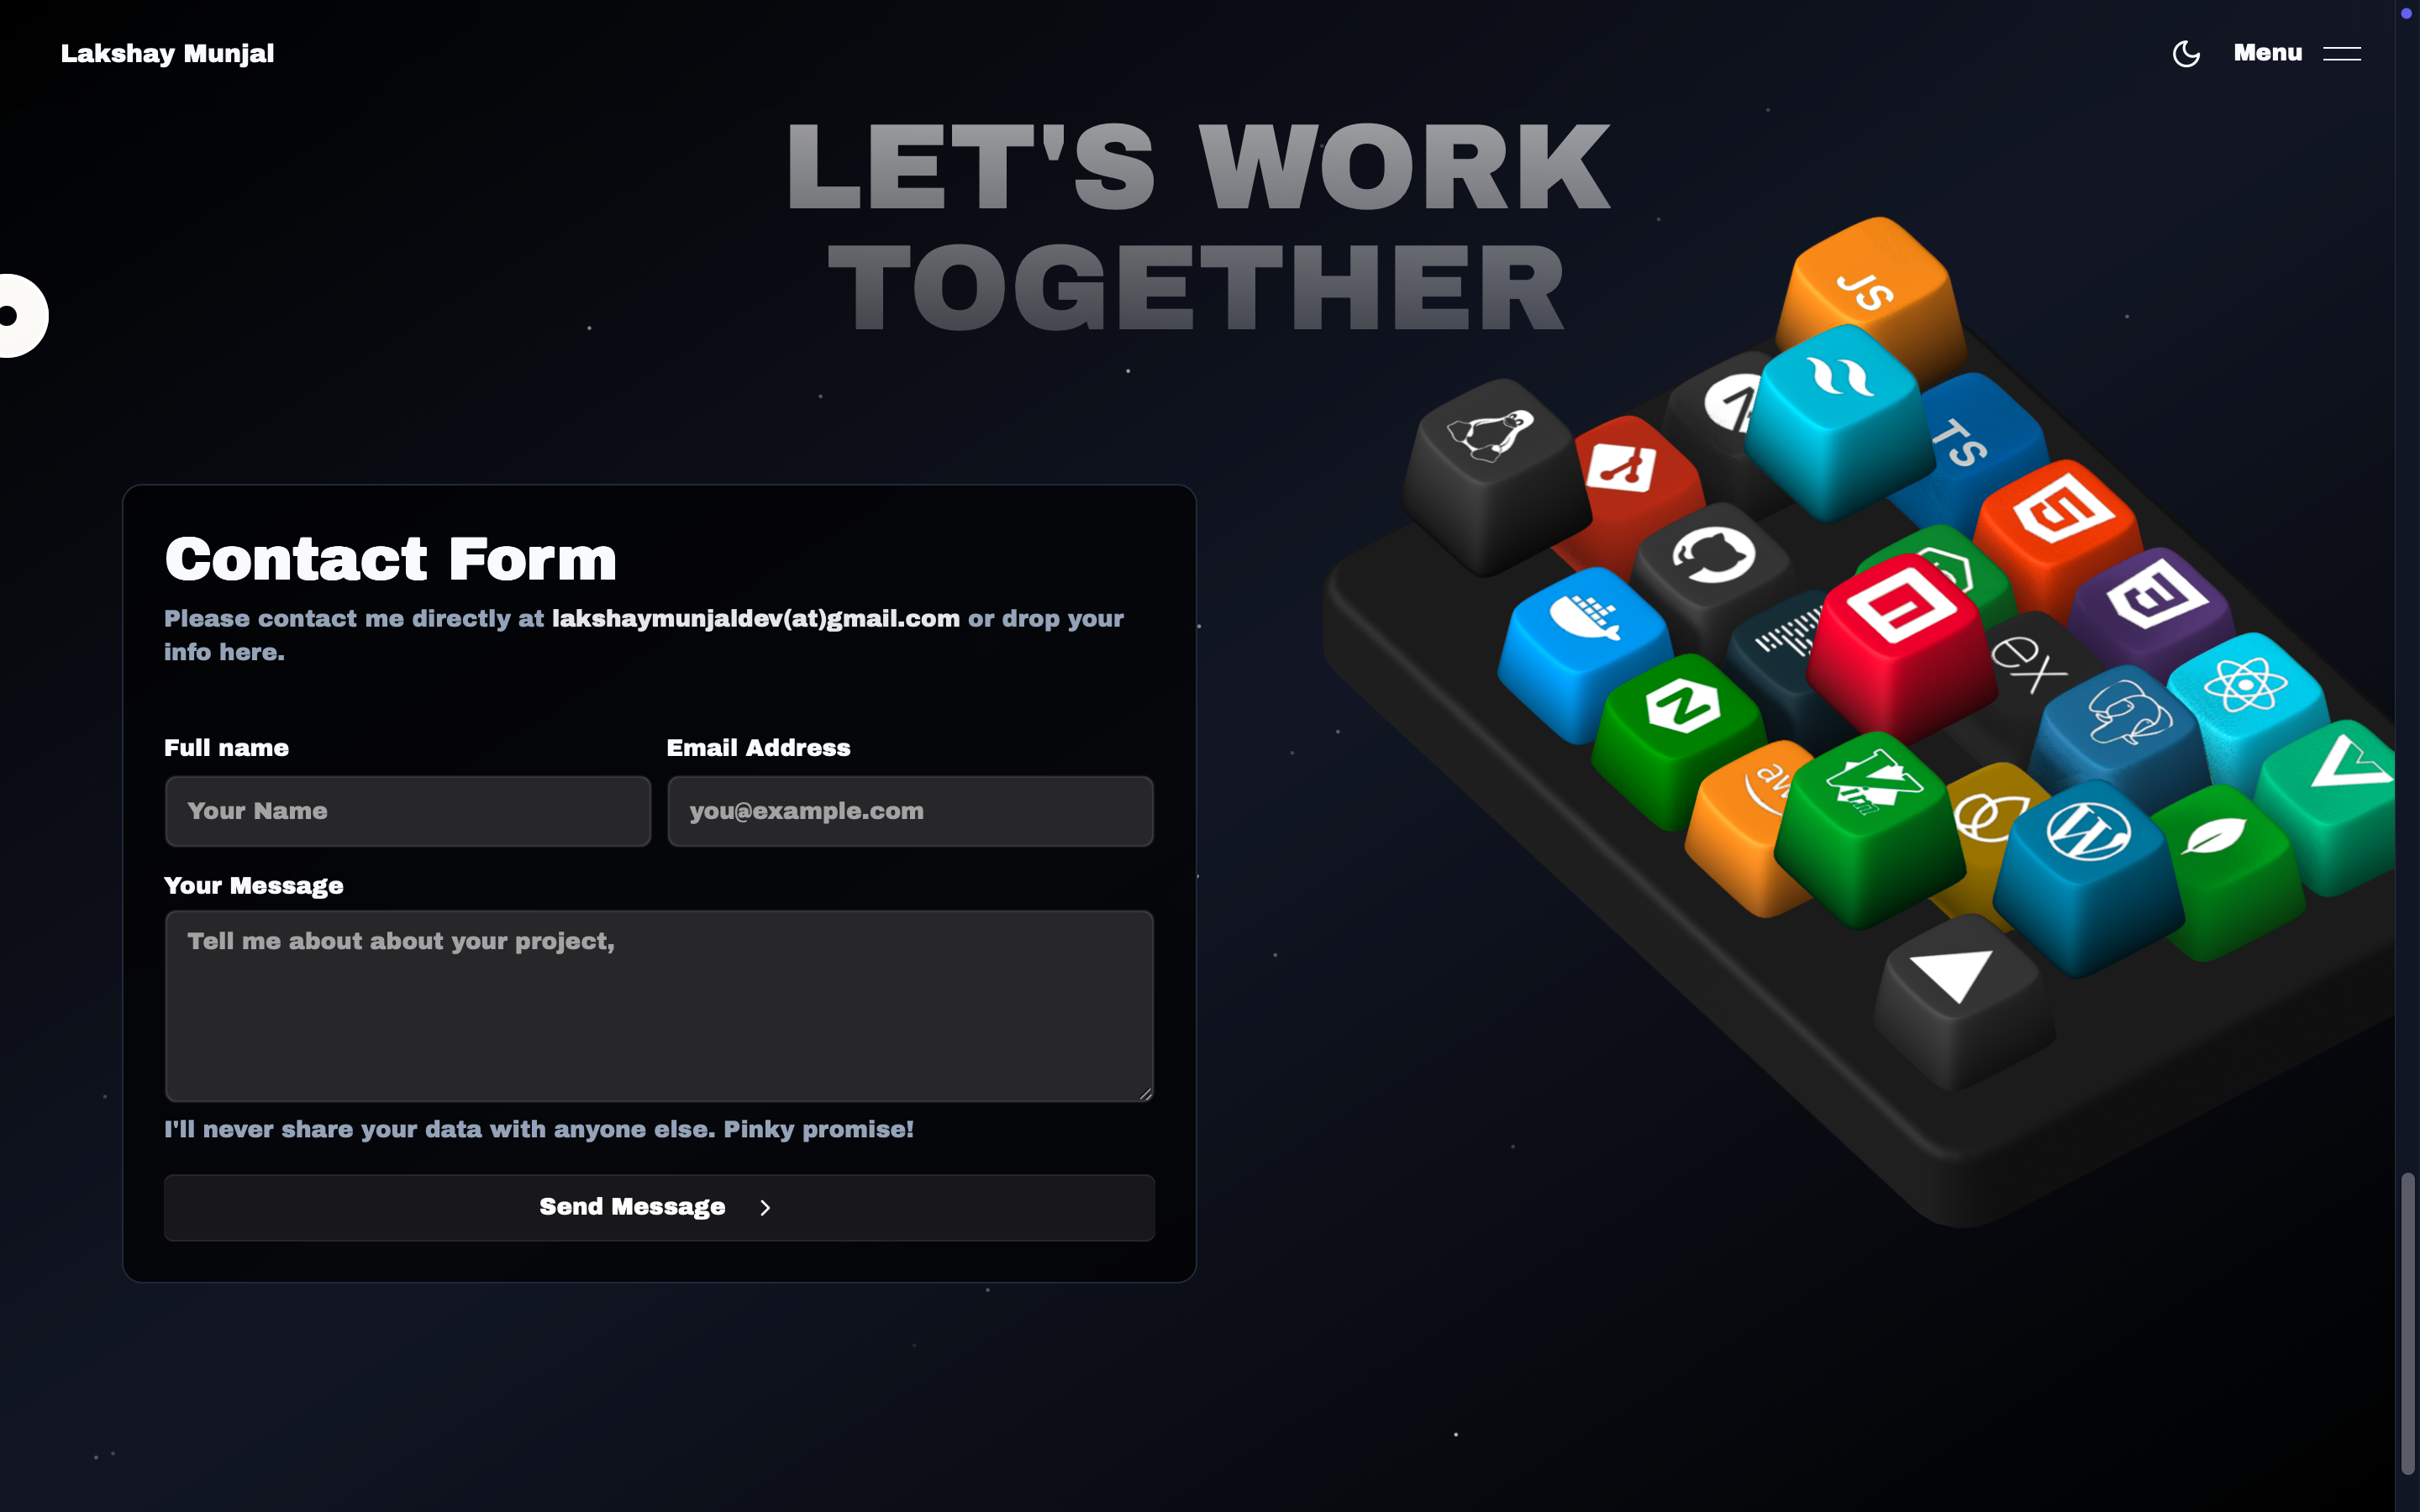 Lakshay Munjal
Menu
LET'S WORK
TOGETHER
JS
TS
ex
aw
Vim
W
Contact Form
Please contact me directly at lakshaymunjaldev(at)gmail.com or drop your
info here.
Full name
Email Address
Your Name
you@example.com
Your Message
Tell me about about your project,
I'll never share your data with anyone else. Pinky promise!
Send Message